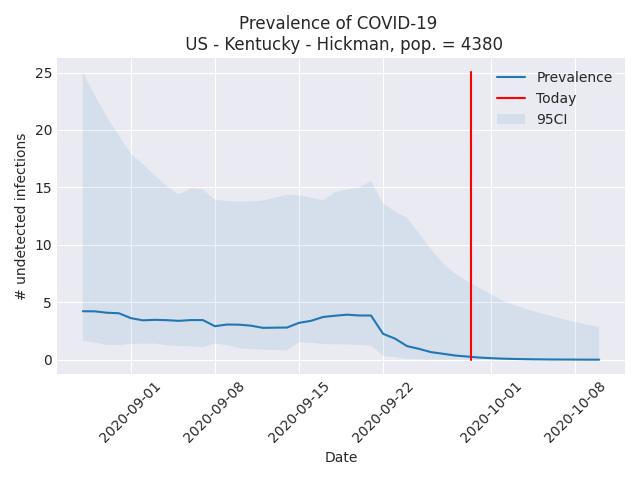 Prevalence of COVID-19
US - Kentucky - Hickman, pop. = 4380
25
20
15
10
5
0
# undetected infections
Prevalence
Today
95CI
2020-09-01
2020-09-08
2020-09-15
2020-09-22
2020-10-01
2020-10-08
Date